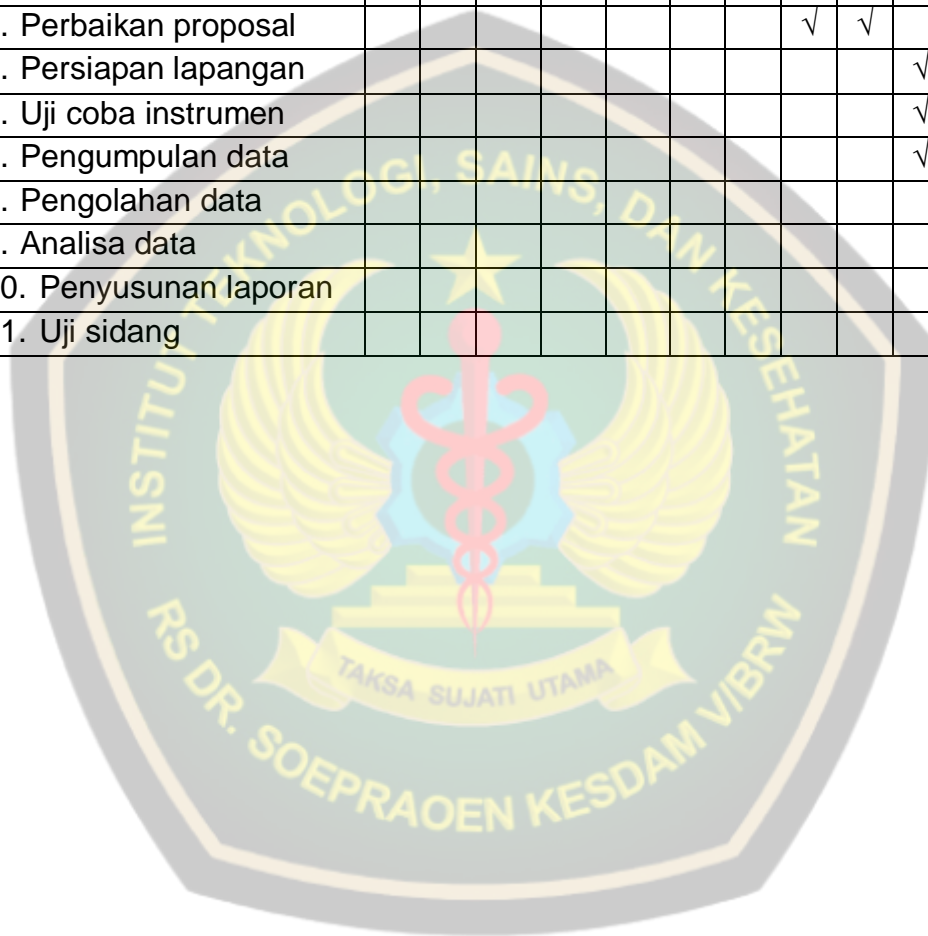 . Perbaikan proposal √ √
. Persiapan lapangan √
. Uji coba instrumen √
. Pengumpulan data √
. Pengolahan data
. Analisa data
0. Penyusunan laporan
1. Uji sidang
INSTITUT TEKNOLOGI, SAINS, DAN KESEHATAN
TAKSA SUJATI UTAMA
RS DR. SOEPRAOEN KESDAM V/BRW